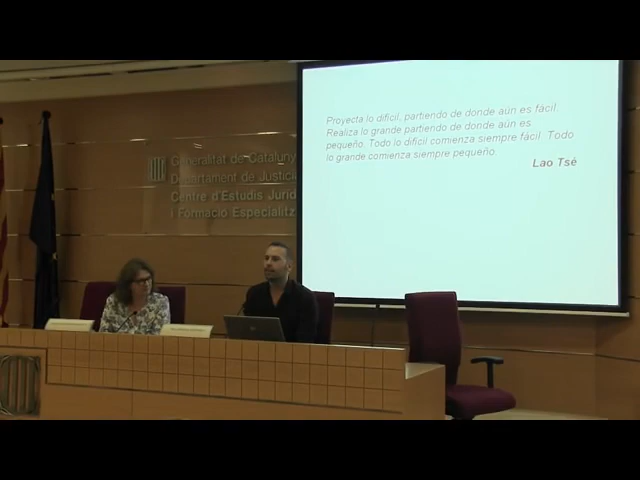 Proyecta lo difícil, partiendo de donde aún es fácil.
Realiza lo grande partiendo de donde aún es
pequeño. Todo lo difícil comienza siempre fácil. Todo
lo grande comienza siempre pequeño.
Lao Tsé
Generalitat de Catalunya
Departament de Justícia
Centre d'Estudis Jurí
i Formació Especialitz